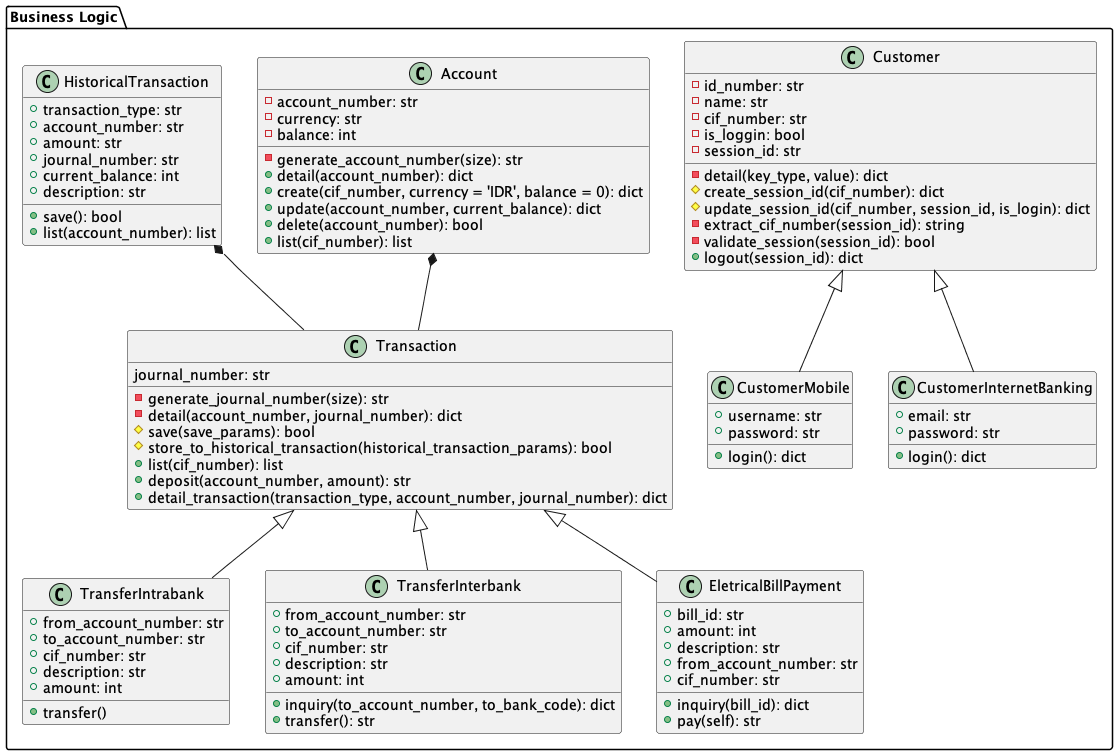 Business Logic
C HistoricalTransaction
transaction_type: str
account_number: str
amount: str
journal_number: str
current_balance: int
description: str
save(): bool
list(account_number): list
C Account
account_number: str
currency: str
balance: int
generate_account_number(size): str
detail(account_number): dict
create(cif_number, currency = 'IDR', balance = 0): dict
update(account_number, current_balance): dict
delete(account_number): bool
list(cif_number): list
C Customer
id_number: str
name: str
cif_number: str
is_loggin: bool
session_id: str
detail(key_type, value): dict
create_session_id(cif_number): dict
update_session_id(cif_number, session_id, is_login): dict
extract_cif_number(session_id): string
validate_session(session_id): bool
logout(session_id): dict
C Transaction
journal_number: str
generate_journal_number(size): str
detail(account_number, journal_number): dict
save(save_params): bool
store_to_historical_transaction(historical_transaction_params): bool
list(cif_number): list
deposit(account_number, amount): str
detail_transaction(transaction_type, account_number, journal_number): dict
C CustomerMobile
username: str
password: str
login(): dict
C CustomerInternetBanking
email: str
password: str
login(): dict
C TransferIntrabank
from_account_number: str
to_account_number: str
cif_number: str
description: str
amount: int
transfer()
C TransferInterbank
from_account_number: str
to_account_number: str
cif_number: str
description: str
amount: int
inquiry(to_account_number, to_bank_code): dict
transfer(): str
C EletricalBillPayment
bill_id: str
amount: int
description: str
from_account_number: str
cif_number: str
inquiry(bill_id): dict
pay(self): str